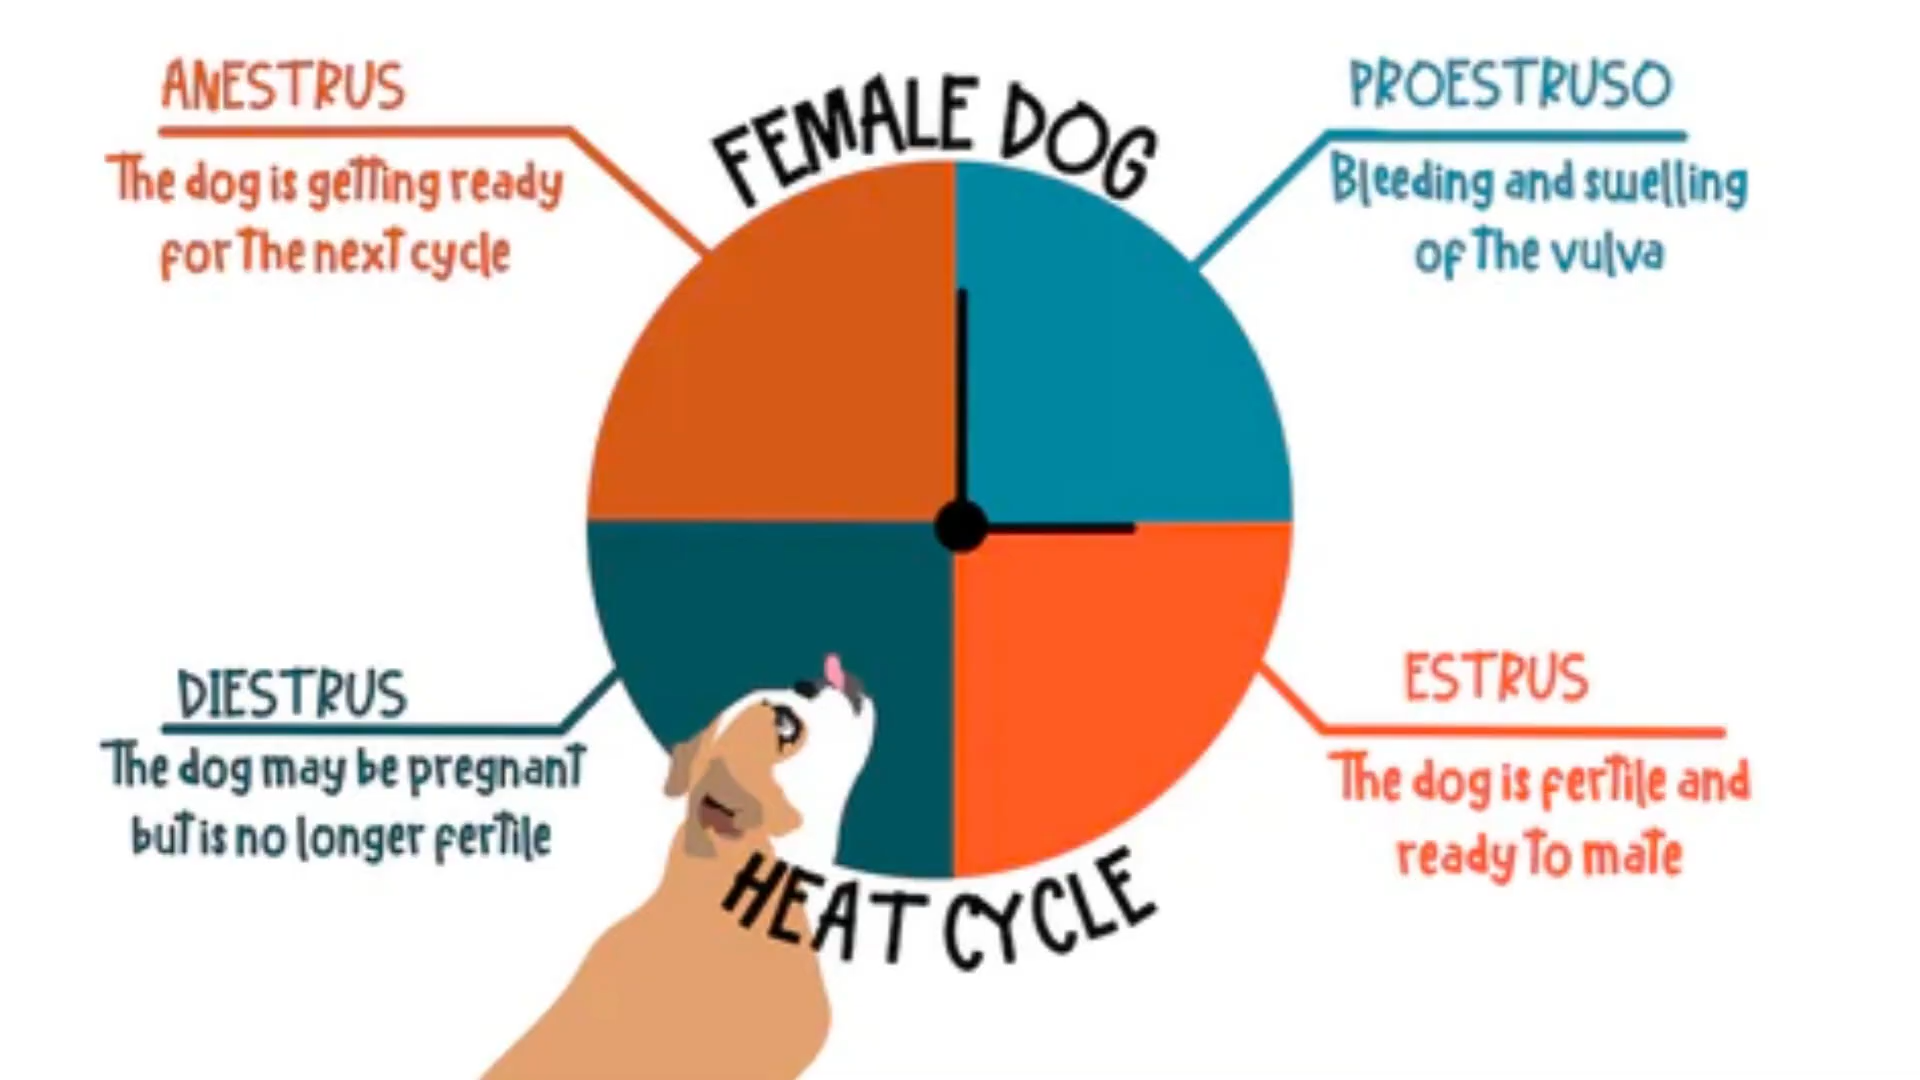 FEMALE DOG
ANESTRUS
The dog is getting ready
for the next cycle
PROESTRUSO
Bleeding and swelling
of the vulva
DIESTRUS
The dog may be pregnant
but is no longer fertile
ESTRUS
The dog is fertile and
ready to mate
HEAT CYCLE